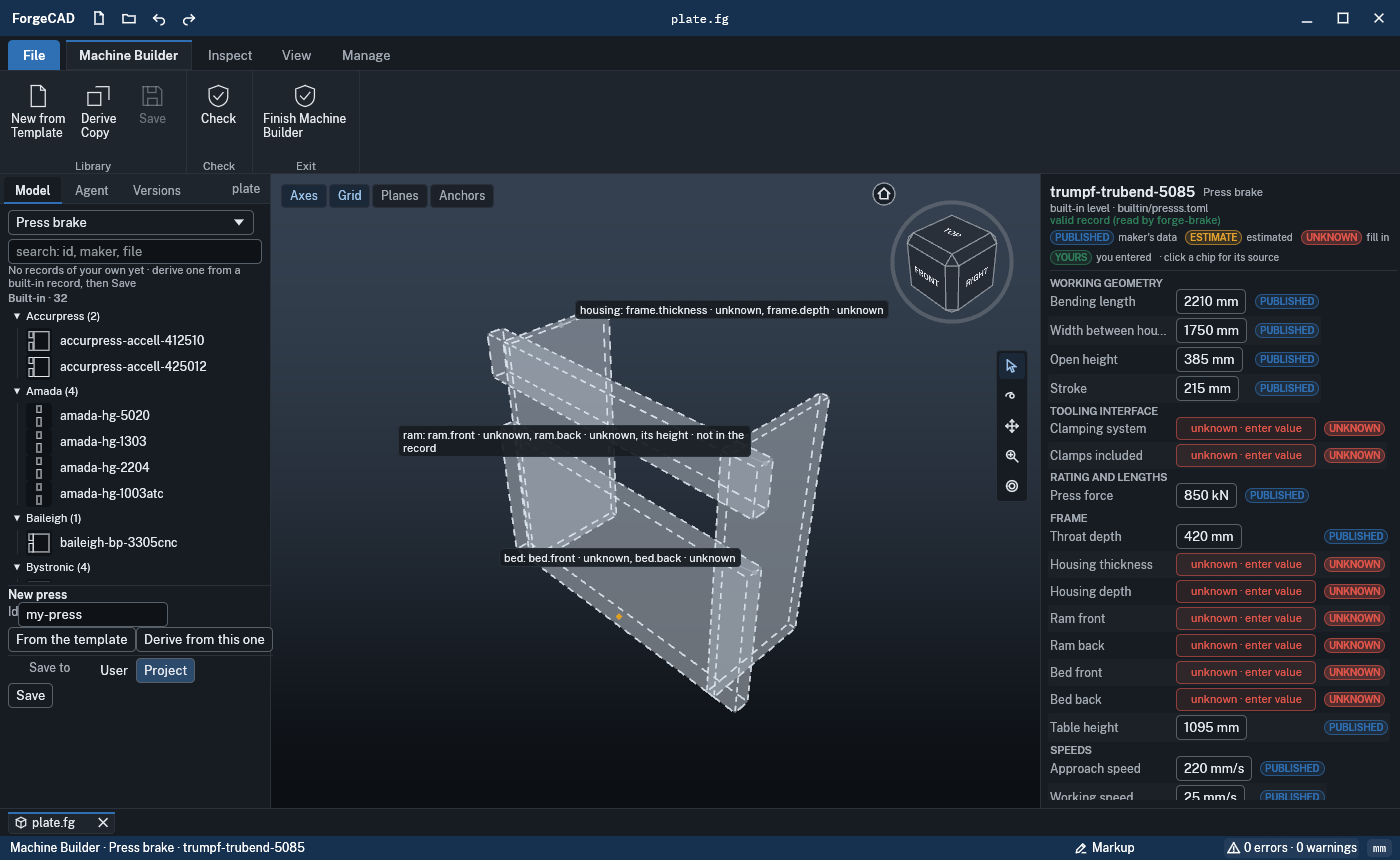 ForgeCAD
plate.fg
File
Machine Builder
Inspect
View
Manage
New from
Template
Derive
Copy
Save
Library
Check
Check
Finish Machine
Builder
Exit
Model
Agent
Versions
plate
Press brake
search: id, maker, file
No records of your own yet · derive one from a
built-in record, then Save
Built-in · 32
Accurpress (2)
accurpress-accell-412510
accurpress-accell-425012
Amada (4)
amada-hg-5020
amada-hg-1303
amada-hg-2204
amada-hg-1003atc
Baileigh (1)
baileigh-bp-3305cnc
Bystronic (4)
New press
Id
my-press
From the template
Derive from this one
Save to
User
Project
Save
Axes
Grid
Planes
Anchors
TOP
FRONT
RIGHT
housing: frame.thickness · unknown, frame.depth · unknown
ram: ram.front · unknown, ram.back · unknown, its height · not in the
record
bed: bed.front · unknown, bed.back · unknown
trumpf-trubend-5085 Press brake
built-in level · builtin/presss.toml
valid record (read by forge-brake)
PUBLISHED maker's data ESTIMATE estimated UNKNOWN fill in
YOURS you entered · click a chip for its source
WORKING GEOMETRY
Bending length 2210 mm PUBLISHED
Width between hou... 1750 mm PUBLISHED
Open height 385 mm PUBLISHED
Stroke 215 mm PUBLISHED
TOOLING INTERFACE
Clamping system unknown · enter value UNKNOWN
Clamps included unknown · enter value UNKNOWN
RATING AND LENGTHS
Press force 850 kN PUBLISHED
FRAME
Throat depth 420 mm PUBLISHED
Housing thickness unknown · enter value UNKNOWN
Housing depth unknown · enter value UNKNOWN
Ram front unknown · enter value UNKNOWN
Ram back unknown · enter value UNKNOWN
Bed front unknown · enter value UNKNOWN
Bed back unknown · enter value UNKNOWN
Table height 1095 mm PUBLISHED
SPEEDS
Approach speed 220 mm/s PUBLISHED
Working speed 25 mm/s PUBLISHED
plate.fg
Machine Builder · Press brake · trumpf-trubend-5085
Markup
0 errors · 0 warnings
mm